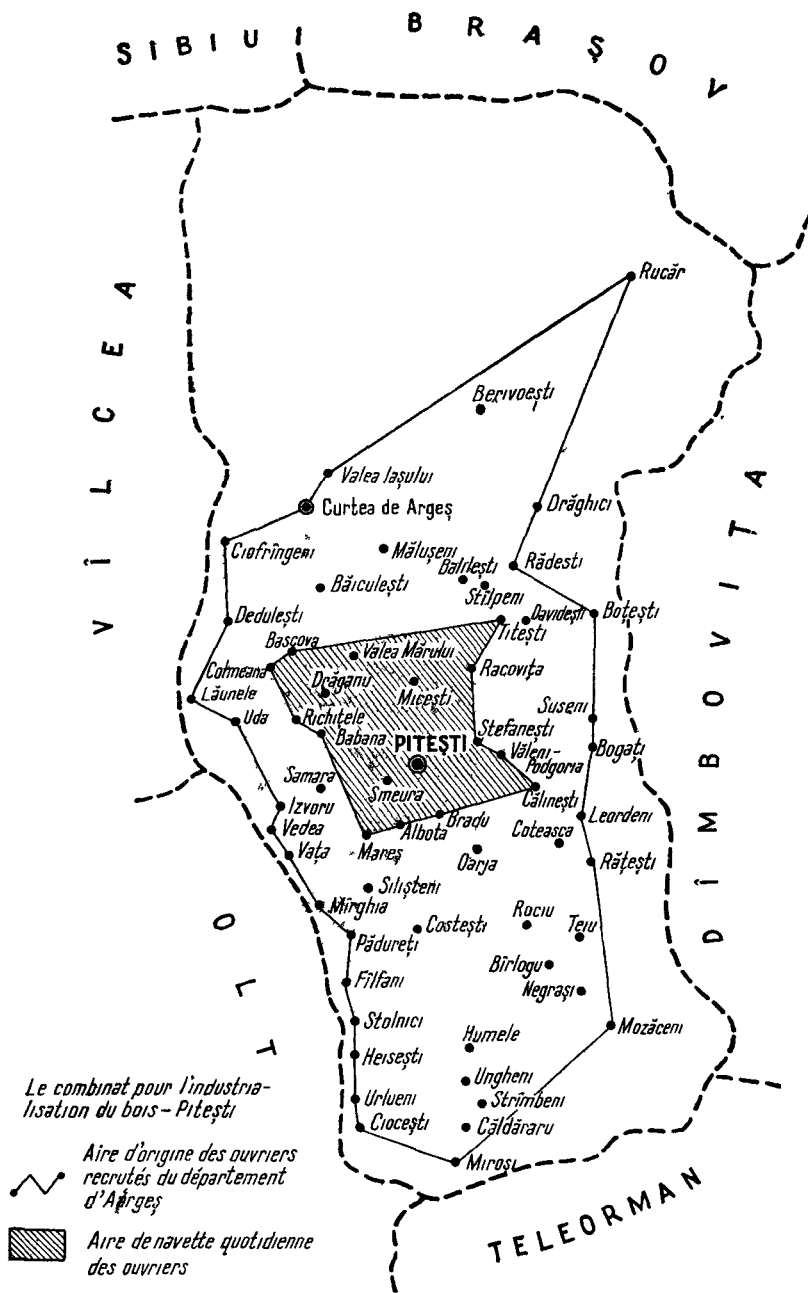 SIBIU
BRAŞOV
VÎLCEA
DÎMBOVIŢA
OLT
TELEORMAN
Rucăr
Berivoeşti
Valea Iaşului
Curtea de Argeş
Drăghici
Ciofrîngeni
Măluşeni
Rădesti
Balileşti
Băiculeşti
Stîlpeni
Deduleşti
Titeşti
Davideşti
Boţeşti
Bascova
Valea Mărului
Cotmeana
Racoviţa
Drăganu
Miceşti
Lăunele
Uda
Richiţele
Suseni
Babana
PITEŞTI
Stefaneşti
Bogaţi
Văleni-
Podgoria
Samara
Smeura
Călineşti
Izvoru
Bradu
Leordeni
Vedea
Albota
Coteasca
Vaţa
Mareş
Oarja
Răţeşti
Silişteni
Mîrghia
Costeşti
Rociu
Teiu
Pădureţi
Bîrlogu
Fîlfani
Negraşi
Stolnici
Mozăceni
Humele
Heiseşti
Ungheni
Urlueni
Strîmbeni
Cioceşti
Căldăraru
Miroşi
Le combinat pour l'industria-
lisation du bois – Piteşti
Aire d'origine des ouvriers
recrutés du département
d'Argeş
Aire de navette quotidienne
des ouvriers